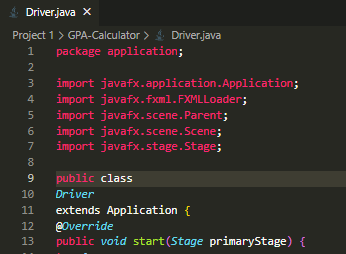 Driver.java ×
Project 1 > GPA-Calculator > Driver.java
1 package application;
2
3 import javafx.application.Application;
4 import javafx.fxml.FXMLLoader;
5 import javafx.scene.Parent;
6 import javafx.scene.Scene;
7 import javafx.stage.Stage;
8
9 public class
10 Driver
11 extends Application {
12 @Override
13 public void start(Stage primaryStage) {